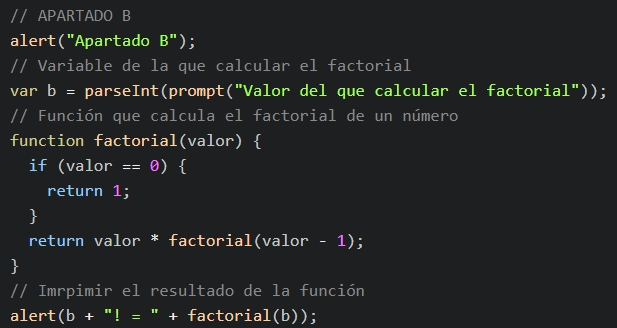 // APARTADO B
alert("Apartado B");
// Variable de la que calcular el factorial
var b = parseInt(prompt("Valor del que calcular el factorial"));
// Función que calcula el factorial de un número
function factorial(valor) {
  if (valor == 0) {
    return 1;
  }
  return valor * factorial(valor - 1);
}
// Imrpimir el resultado de la función
alert(b + "! = " + factorial(b));